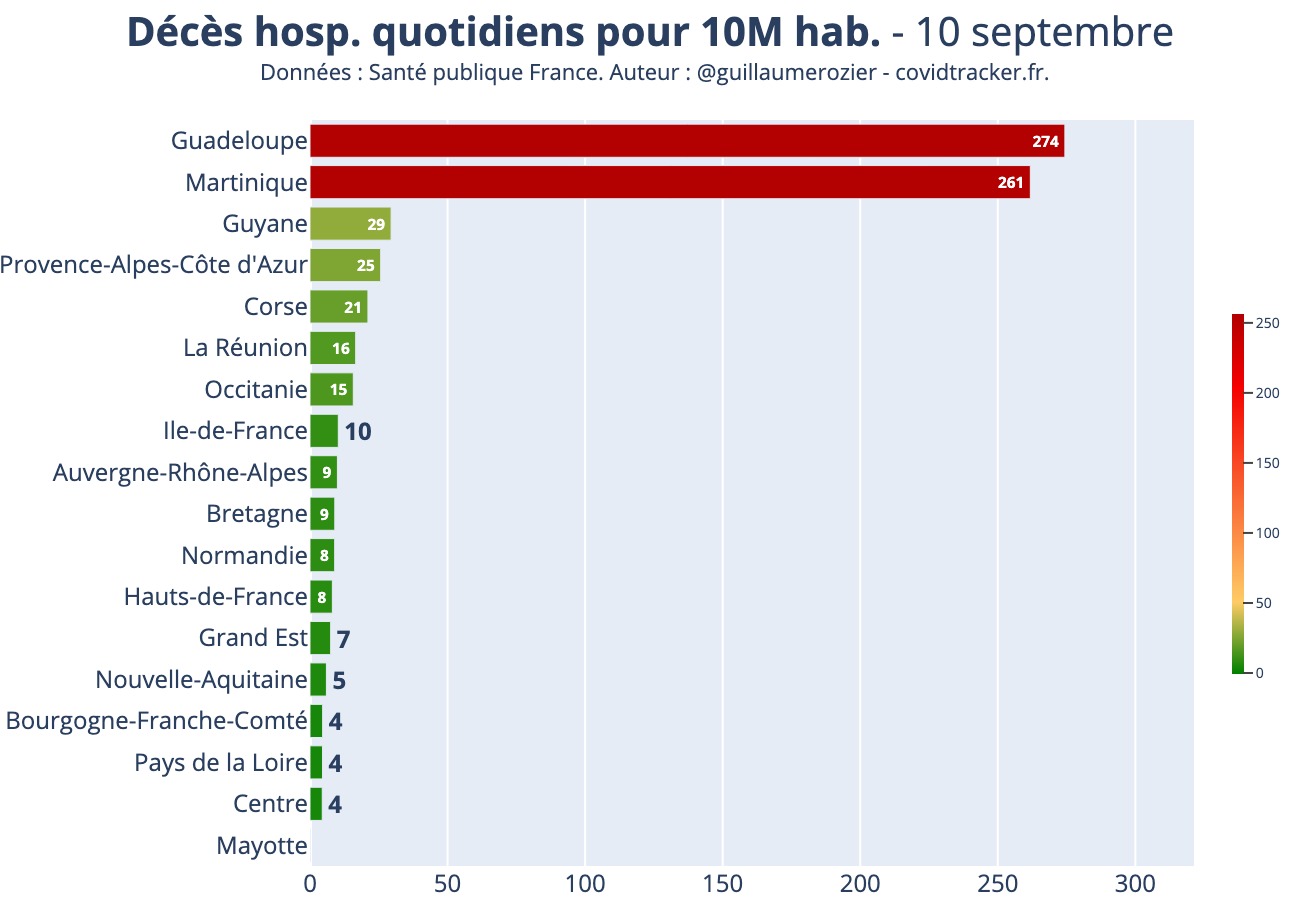 Décès hosp. quotidiens pour 10M hab. - 10 septembre
Données : Santé publique France. Auteur : @guillaumerozier - covidtracker.fr.
Guadeloupe 274
Martinique 261
Guyane 29
Provence-Alpes-Côte d'Azur 25
Corse 21
La Réunion 16
Occitanie 15
Ile-de-France 10
Auvergne-Rhône-Alpes 9
Bretagne 9
Normandie 8
Hauts-de-France 8
Grand Est 7
Nouvelle-Aquitaine 5
Bourgogne-Franche-Comté 4
Pays de la Loire 4
Centre 4
Mayotte
0 50 100 150 200 250 300
250
200
150
100
50
0